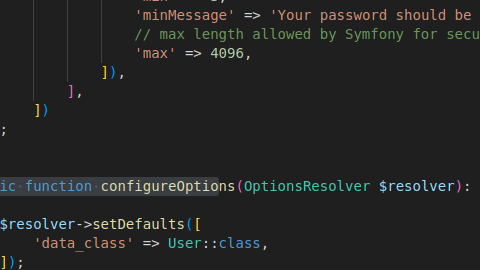 'minMessage' => 'Your password should be
// max length allowed by Symfony for secu
'max' => 4096,
]),
],
])
;
ic function configureOptions(OptionsResolver $resolver):
$resolver->setDefaults([
'data_class' => User::class,
]);